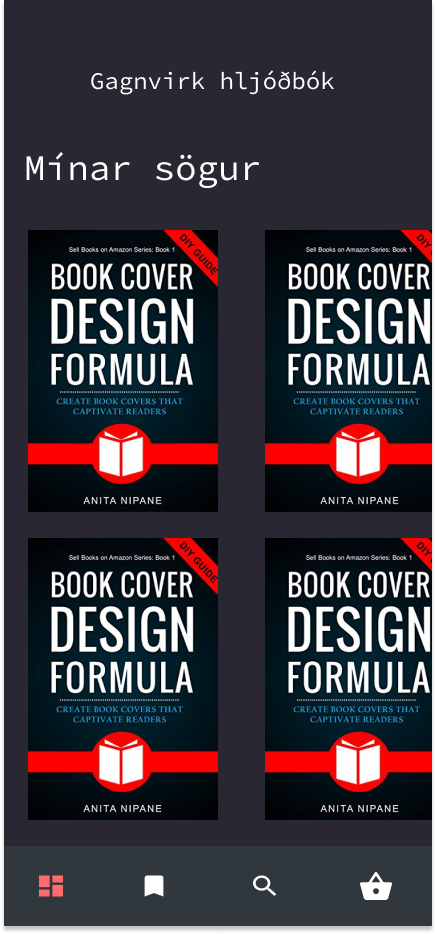 Gagnvirk hljóðbók
Mínar sögur
Sell Books on Amazon Series: Book 1
DIY GUIDE
BOOK COVER
DESIGN
FORMULA
CREATE BOOK COVERS THAT
CAPTIVATE READERS
ANITA NIPANE
Sell Books on Amazon Series: Book 1
DIY G
BOOK COVER
DESIGN
FORMULA
CREATE BOOK COVERS THAT
CAPTIVATE READERS
ANITA NIPANE
Sell Books on Amazon Series: Book 1
DIY GUIDE
BOOK COVER
DESIGN
FORMULA
CREATE BOOK COVERS THAT
CAPTIVATE READERS
ANITA NIPANE
Sell Books on Amazon Series: Book 1
DIY G
BOOK COVER
DESIGN
FORMULA
CREATE BOOK COVERS THAT
CAPTIVATE READERS
ANITA NIPANE